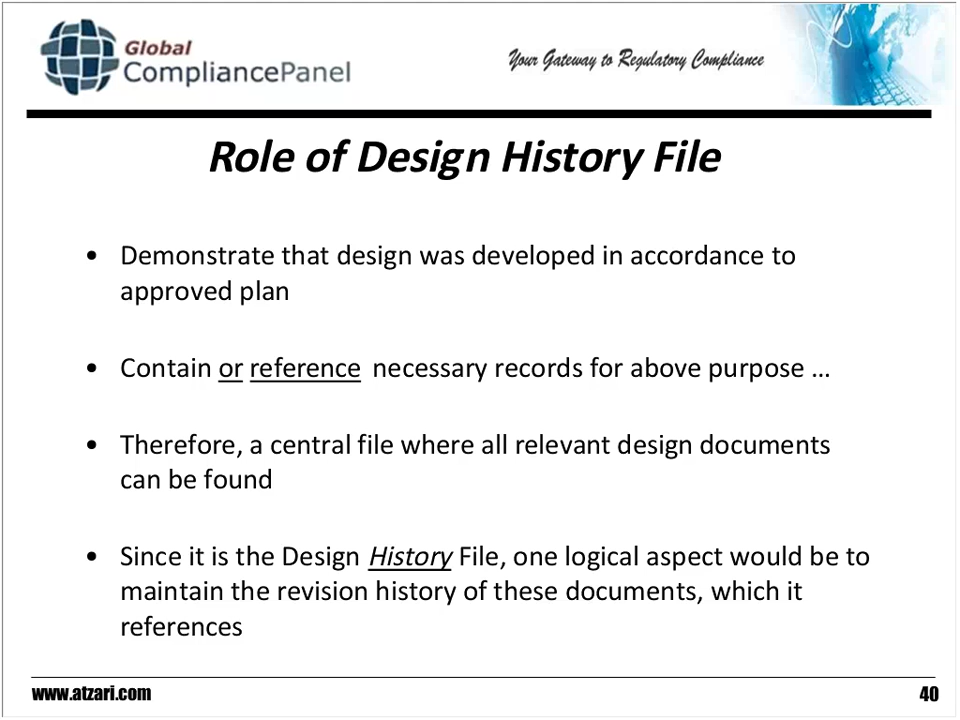 Global
CompliancePanel
Your Gateway to Regulatory Compliance
Role of Design History File
• Demonstrate that design was developed in accordance to
approved plan
• Contain or reference necessary records for above purpose …
• Therefore, a central file where all relevant design documents
can be found
• Since it is the Design History File, one logical aspect would be to
maintain the revision history of these documents, which it
references
www.atzari.com
40